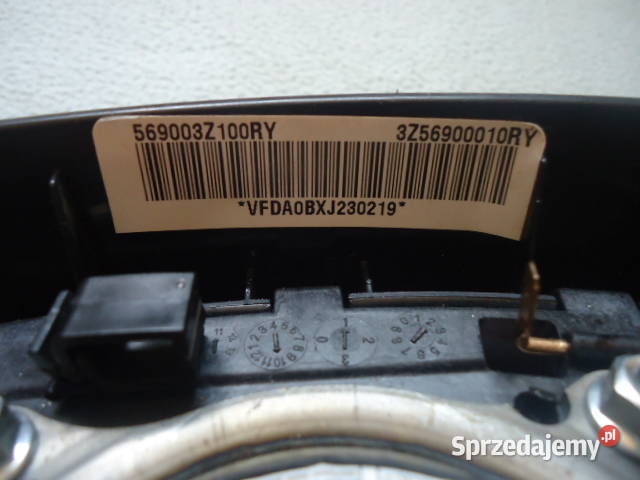 569003Z100RY 3Z56900010RY
*VFDA0BXJ230219*
Sprzedajemy.pl